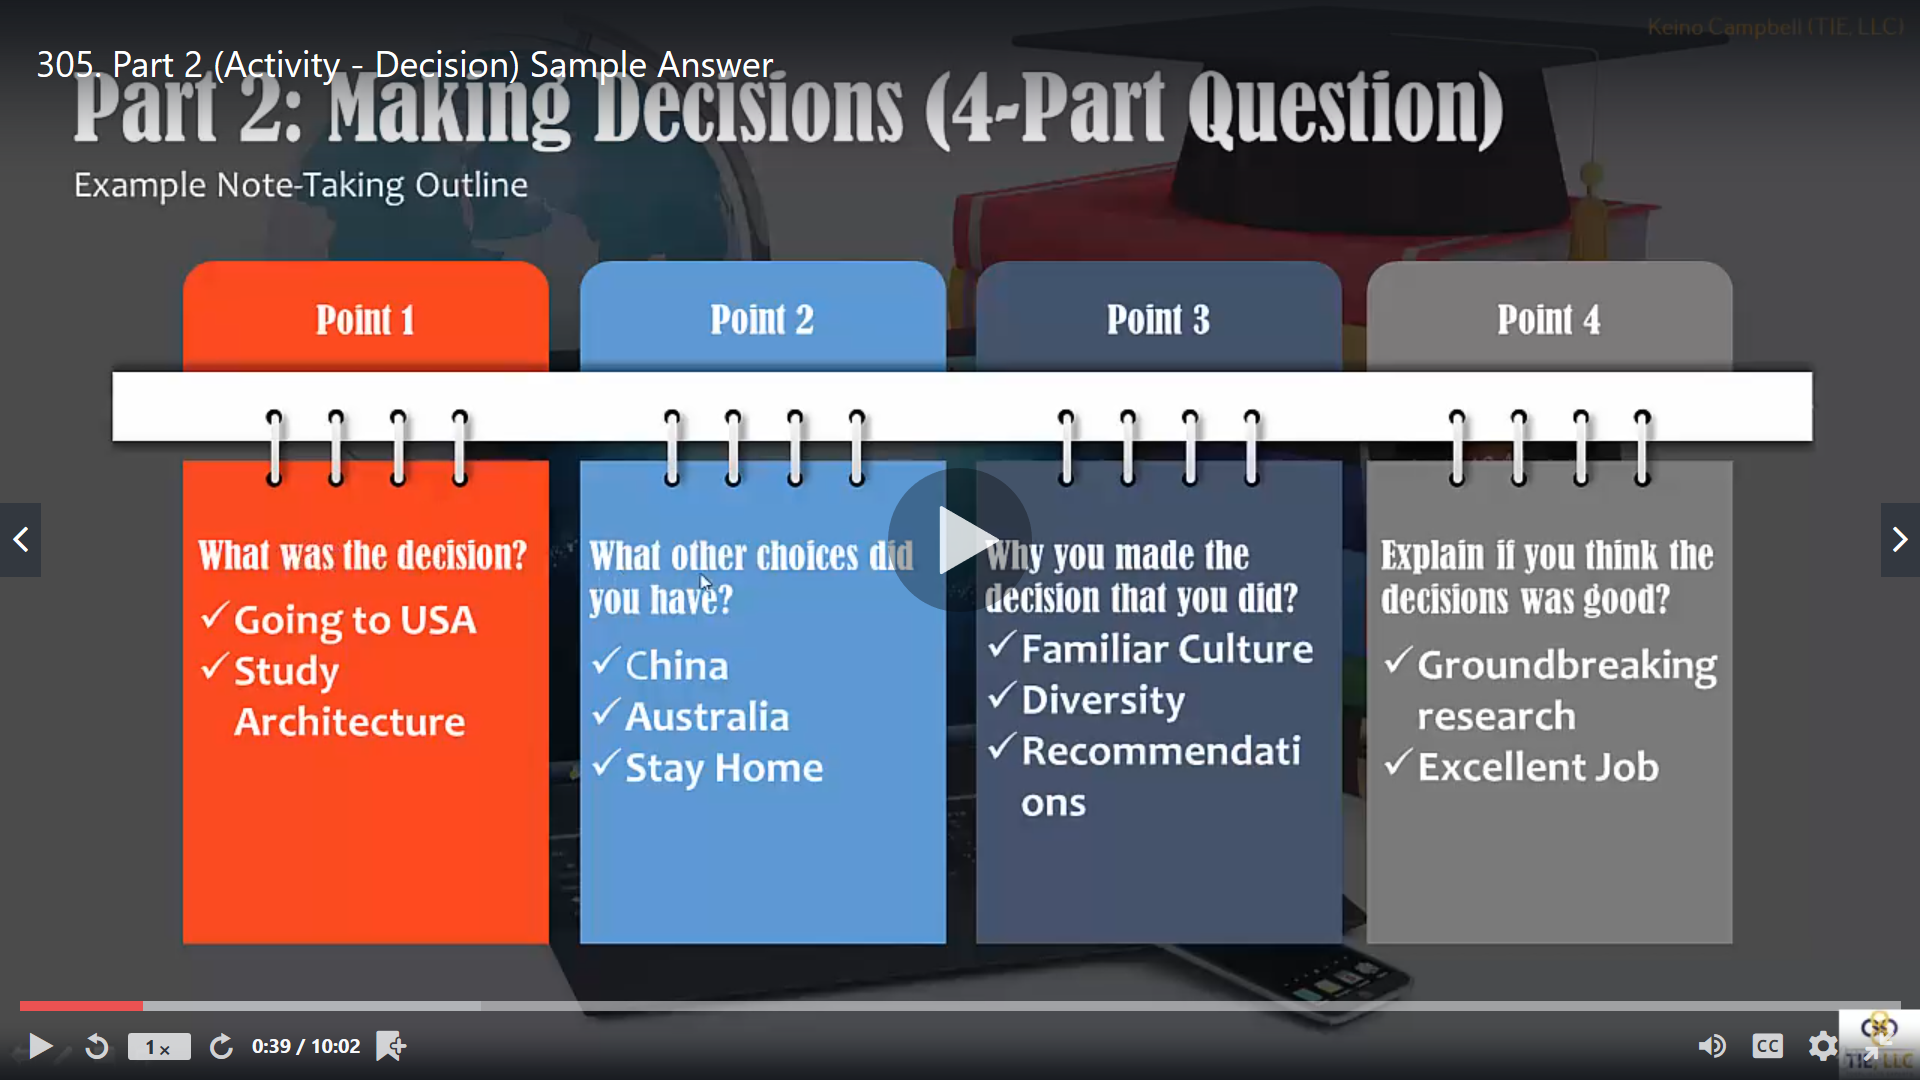 Keino Campbell (TIE, LLC)
305. Part 2 (Activity - Decision) Sample Answer
Part 2: Making Decisions (4-Part Question)
Example Note-Taking Outline
Point 1
Point 2
Point 3
Point 4
What was the decision?
Going to USA
Study
Architecture
What other choices did
you have?
China
Australia
Stay Home
Why you made the
decision that you did?
Familiar Culture
Diversity
Recommendati
ons
Explain if you think the
decisions was good?
Groundbreaking
research
Excellent Job
1x
0:39 / 10:02
CC
TIE, LLC